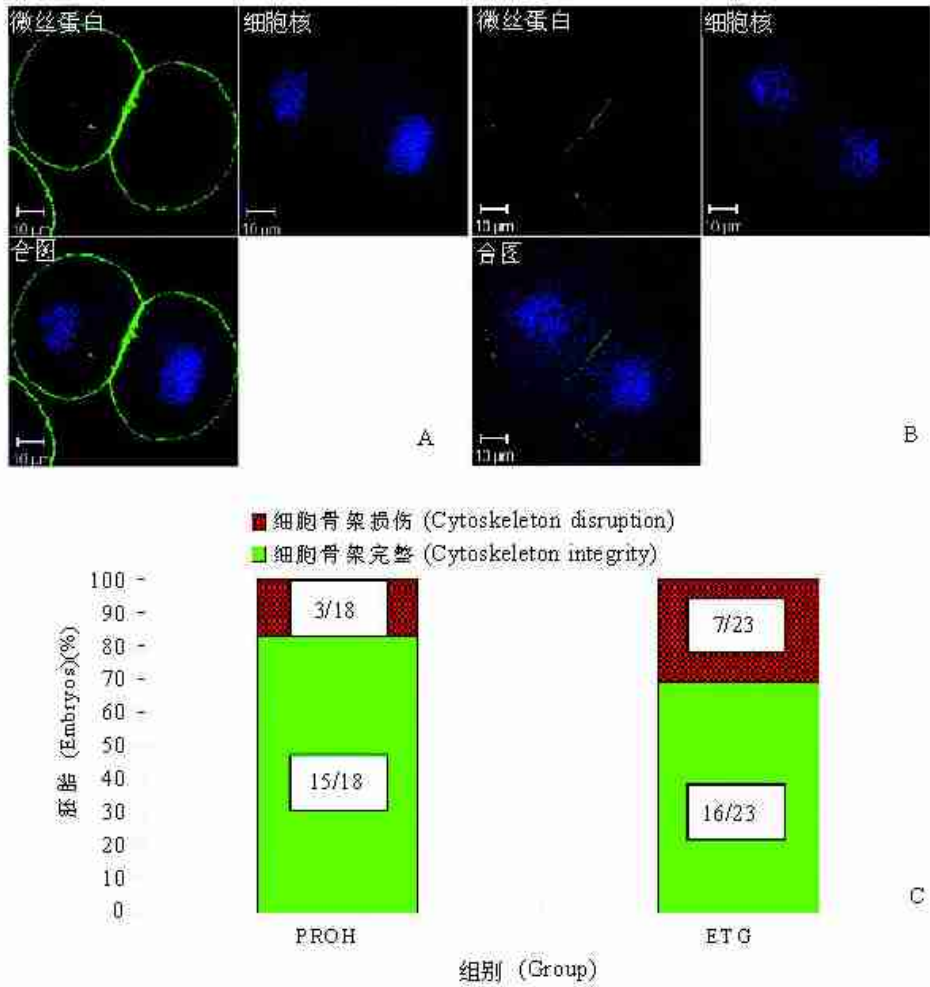 微丝蛋白
细胞核
微丝蛋白
细胞核
10 μm
10 μm
10 μm
10 μm
合图
合图
10 μm
A
10 μm
B
细胞骨架损伤 (Cytoskeleton disruption)
细胞骨架完整 (Cytoskeleton integrity)
胚胎 (Embryos)(%)
100
90
80
70
60
50
40
30
20
10
0
3/18
15/18
7/23
16/23
C
PROH
ETG
组别 (Group)